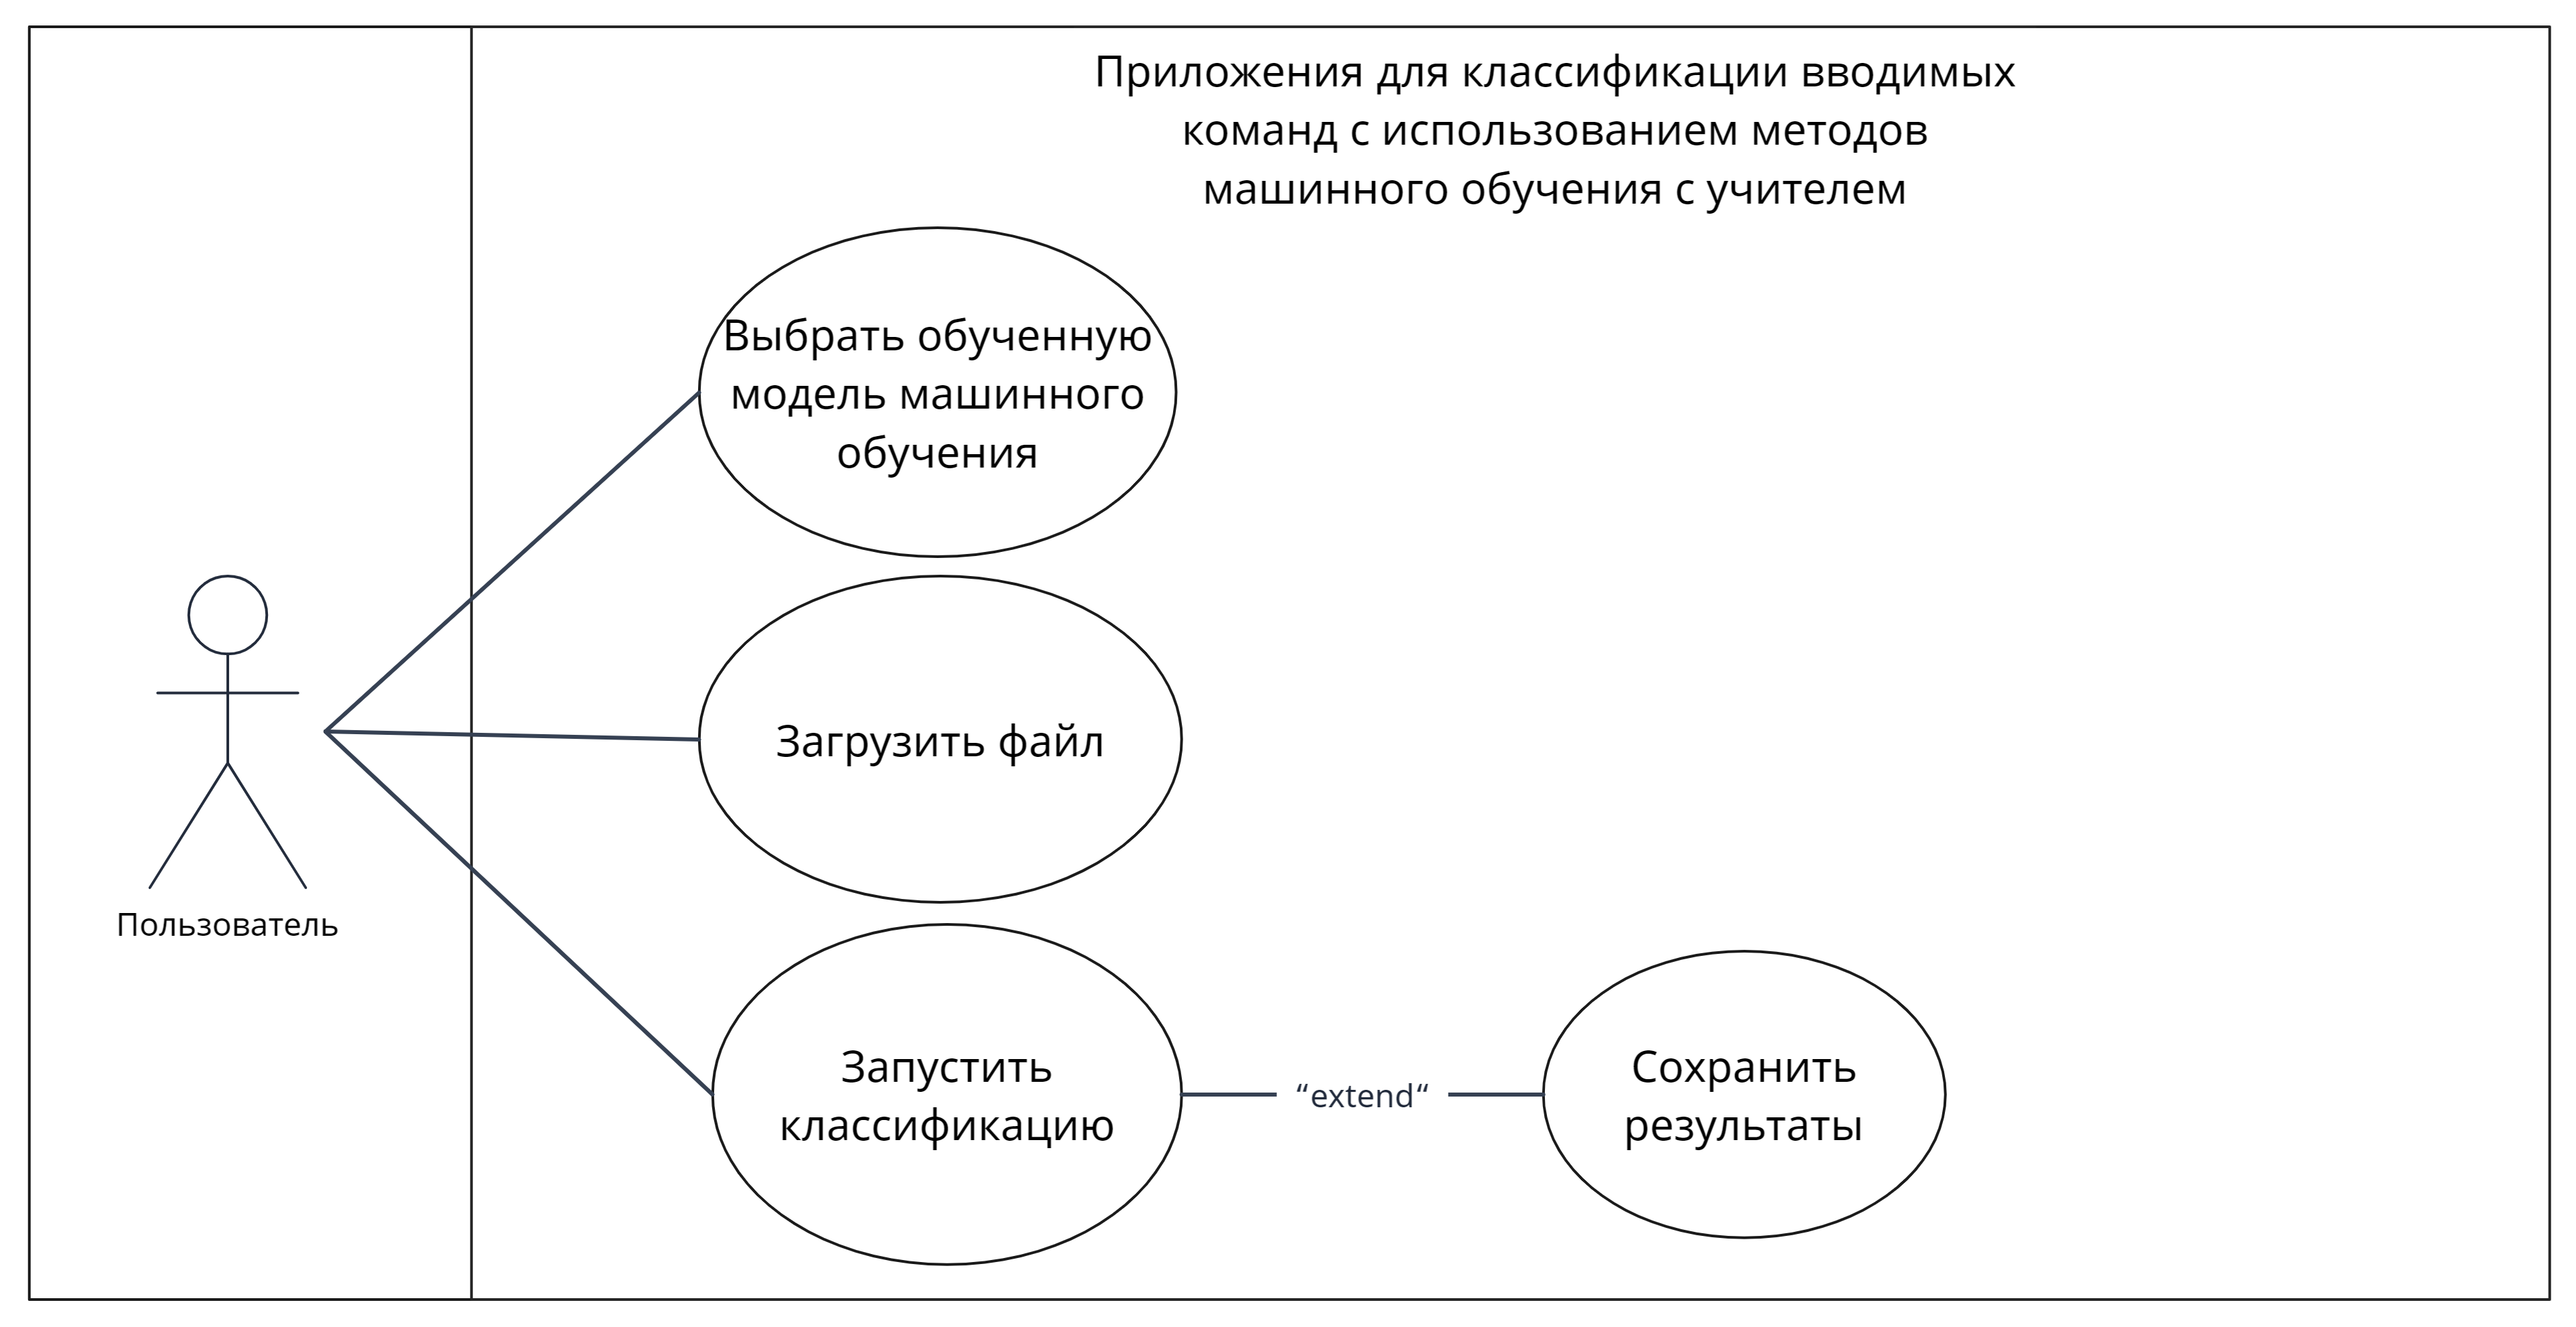 Приложения для классификации вводимых
команд с использованием методов
машинного обучения с учителем
Выбрать обученную
модель машинного
обучения
Загрузить файл
Пользователь
Запустить
классификацию
“extend“
Сохранить
результаты